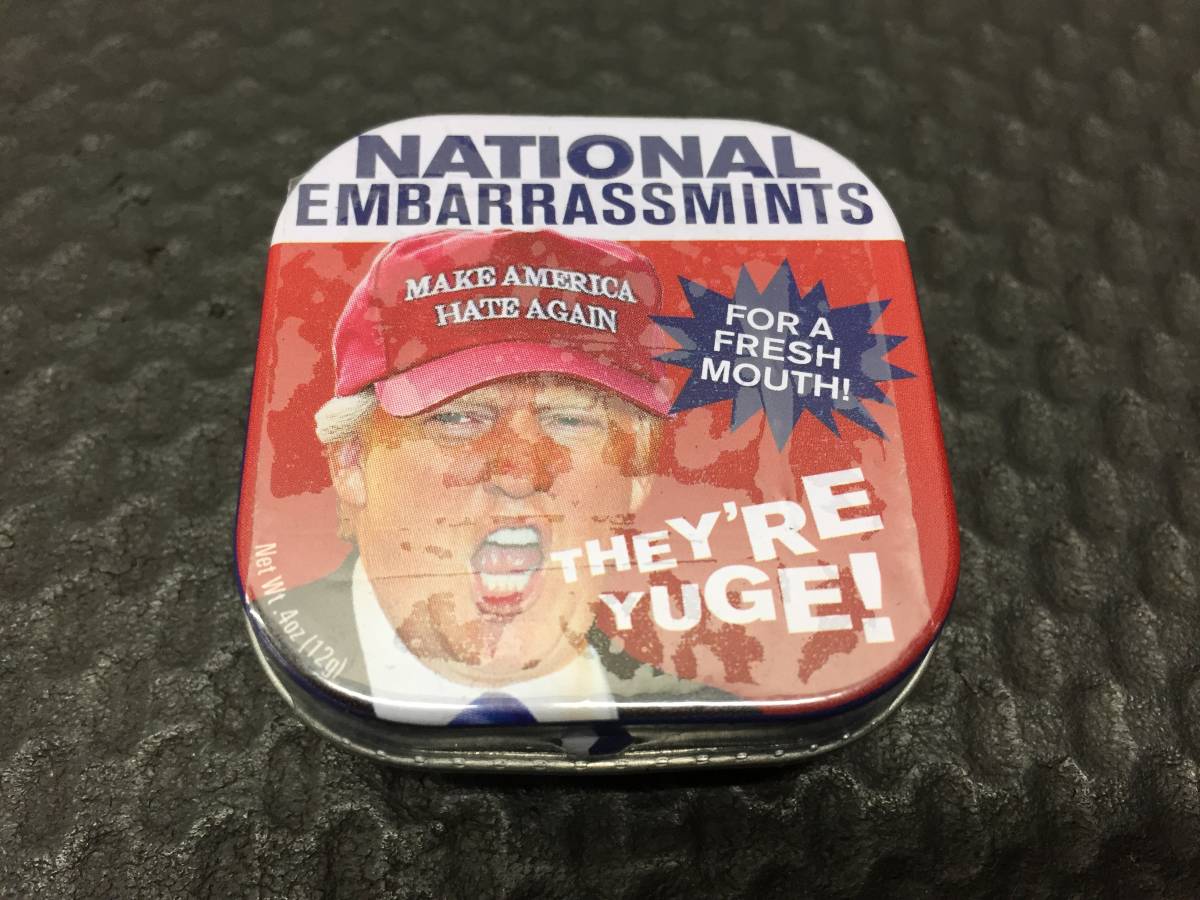 NATIONAL
EMBARRASSMINTS
MAKE AMERICA
HATE AGAIN
FOR A
FRESH
MOUTH!
THEY'RE
YUGE!
Net Wt .4oz (12g)